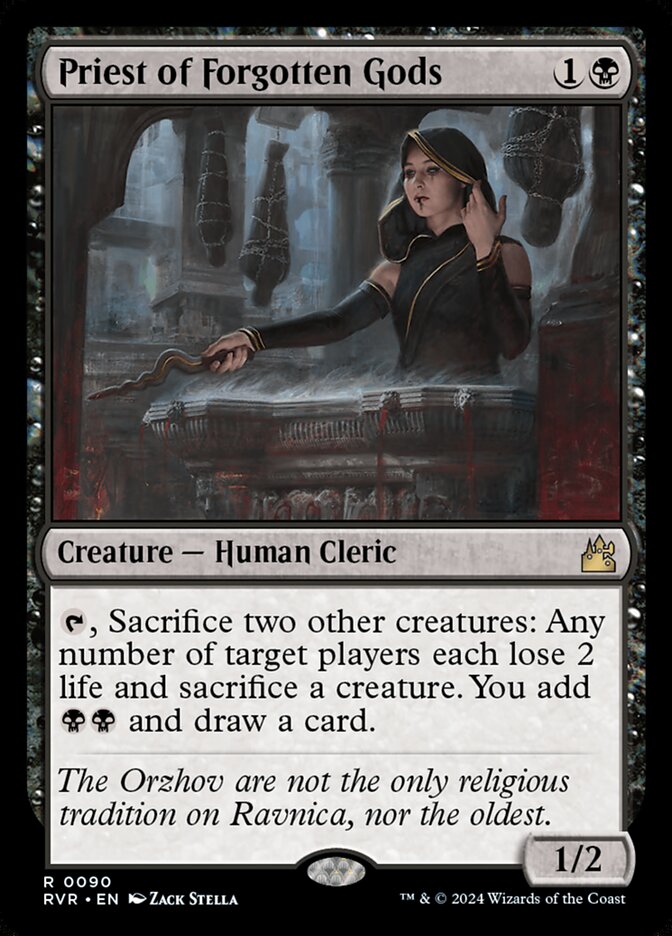 Priest of Forgotten Gods 1
Creature — Human Cleric
, Sacrifice two other creatures: Any
number of target players each lose 2
life and sacrifice a creature. You add
and draw a card.
The Orzhov are not the only religious
tradition on Ravnica, nor the oldest.
1/2
R 0090
RVR • EN Zack Stella
™ & © 2024 Wizards of the Coast